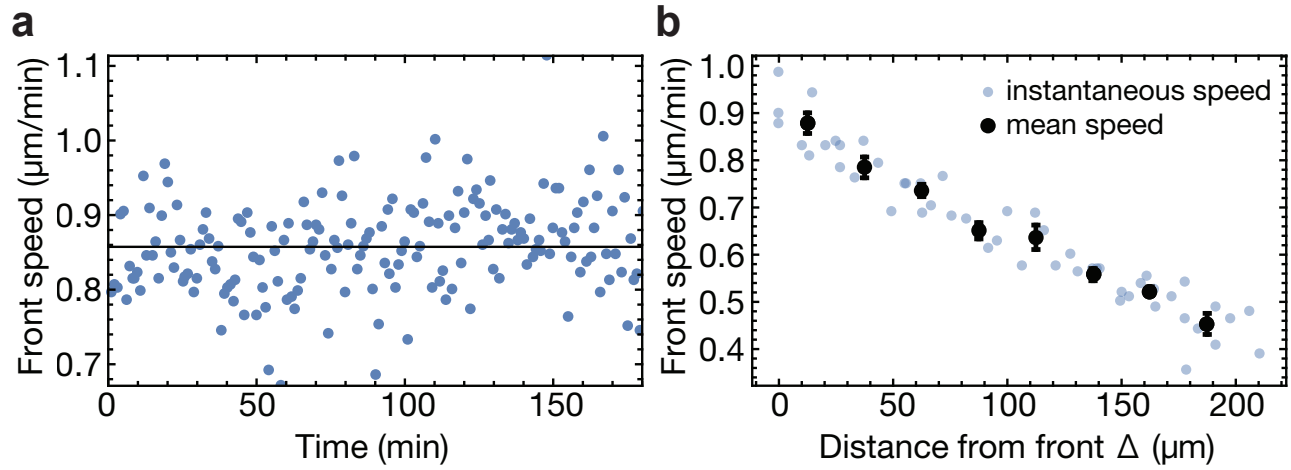 a
Front speed (μm/min)
1.1
1.0
0.9
0.8
0.7
0
50
100
150
Time (min)
b
Front speed (μm/min)
1.0
0.9
0.8
0.7
0.6
0.5
0.4
instantaneous speed
mean speed
0
50
100
150
200
Distance from front Δ (μm)